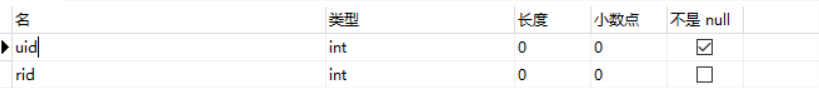 名 类型 长度 小数点 不是 null
uid int 0 0
rid int 0 0